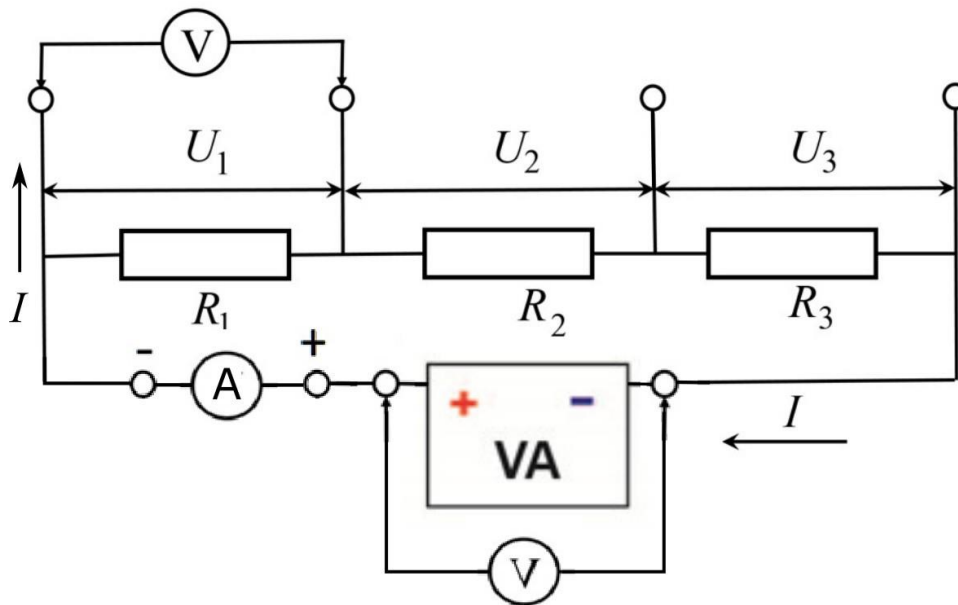 V
U₁ U₂ U₃
I
R₁ R₂ R₃
- A +
+ -
VA
I
V